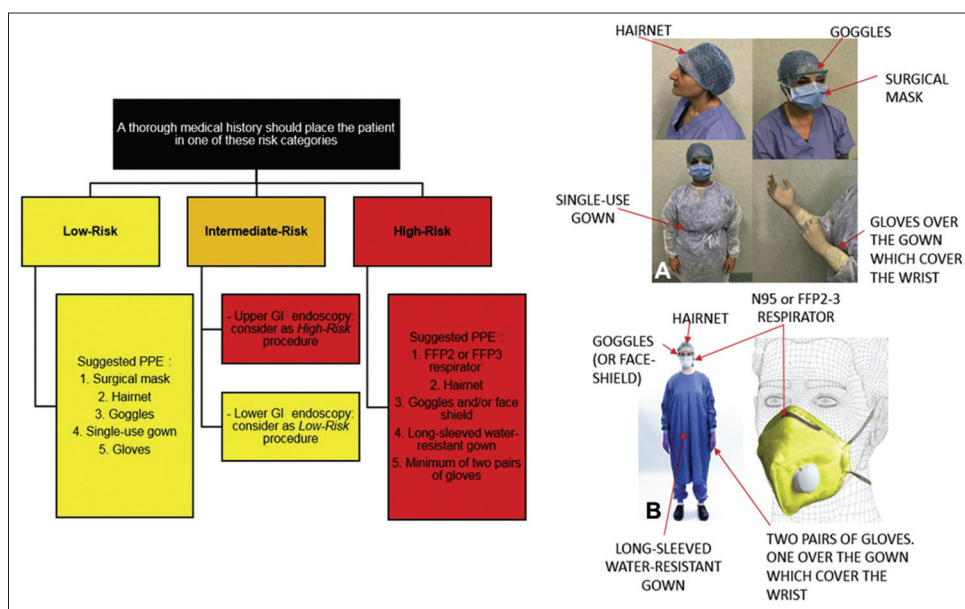 A thorough medical history should place the patient
in one of these risk categories
Low-Risk
Intermediate-Risk
High-Risk
Suggested PPE :
1. Surgical mask
2. Hairnet
3. Goggles
4. Single-use gown
5. Gloves
- Upper GI endoscopy:
consider as High-Risk
procedure
- Lower GI endoscopy:
consider as Low-Risk
procedure
Suggested PPE :
1. FFP2 or FFP3
respirator
2. Hairnet
3. Goggles and/or face
shield
4. Long-sleeved water-
resistant gown
5. Minimum of two pairs
of gloves
HAIRNET
GOGGLES
SURGICAL
MASK
SINGLE-USE
GOWN
GLOVES OVER
THE GOWN
WHICH COVER
THE WRIST
A
N95 or FFP2-3
RESPIRATOR
HAIRNET
GOGGLES
(OR FACE-
SHIELD)
B
LONG-SLEEVED
WATER-RESISTANT
GOWN
TWO PAIRS OF GLOVES.
ONE OVER THE GOWN
WHICH COVER THE
WRIST